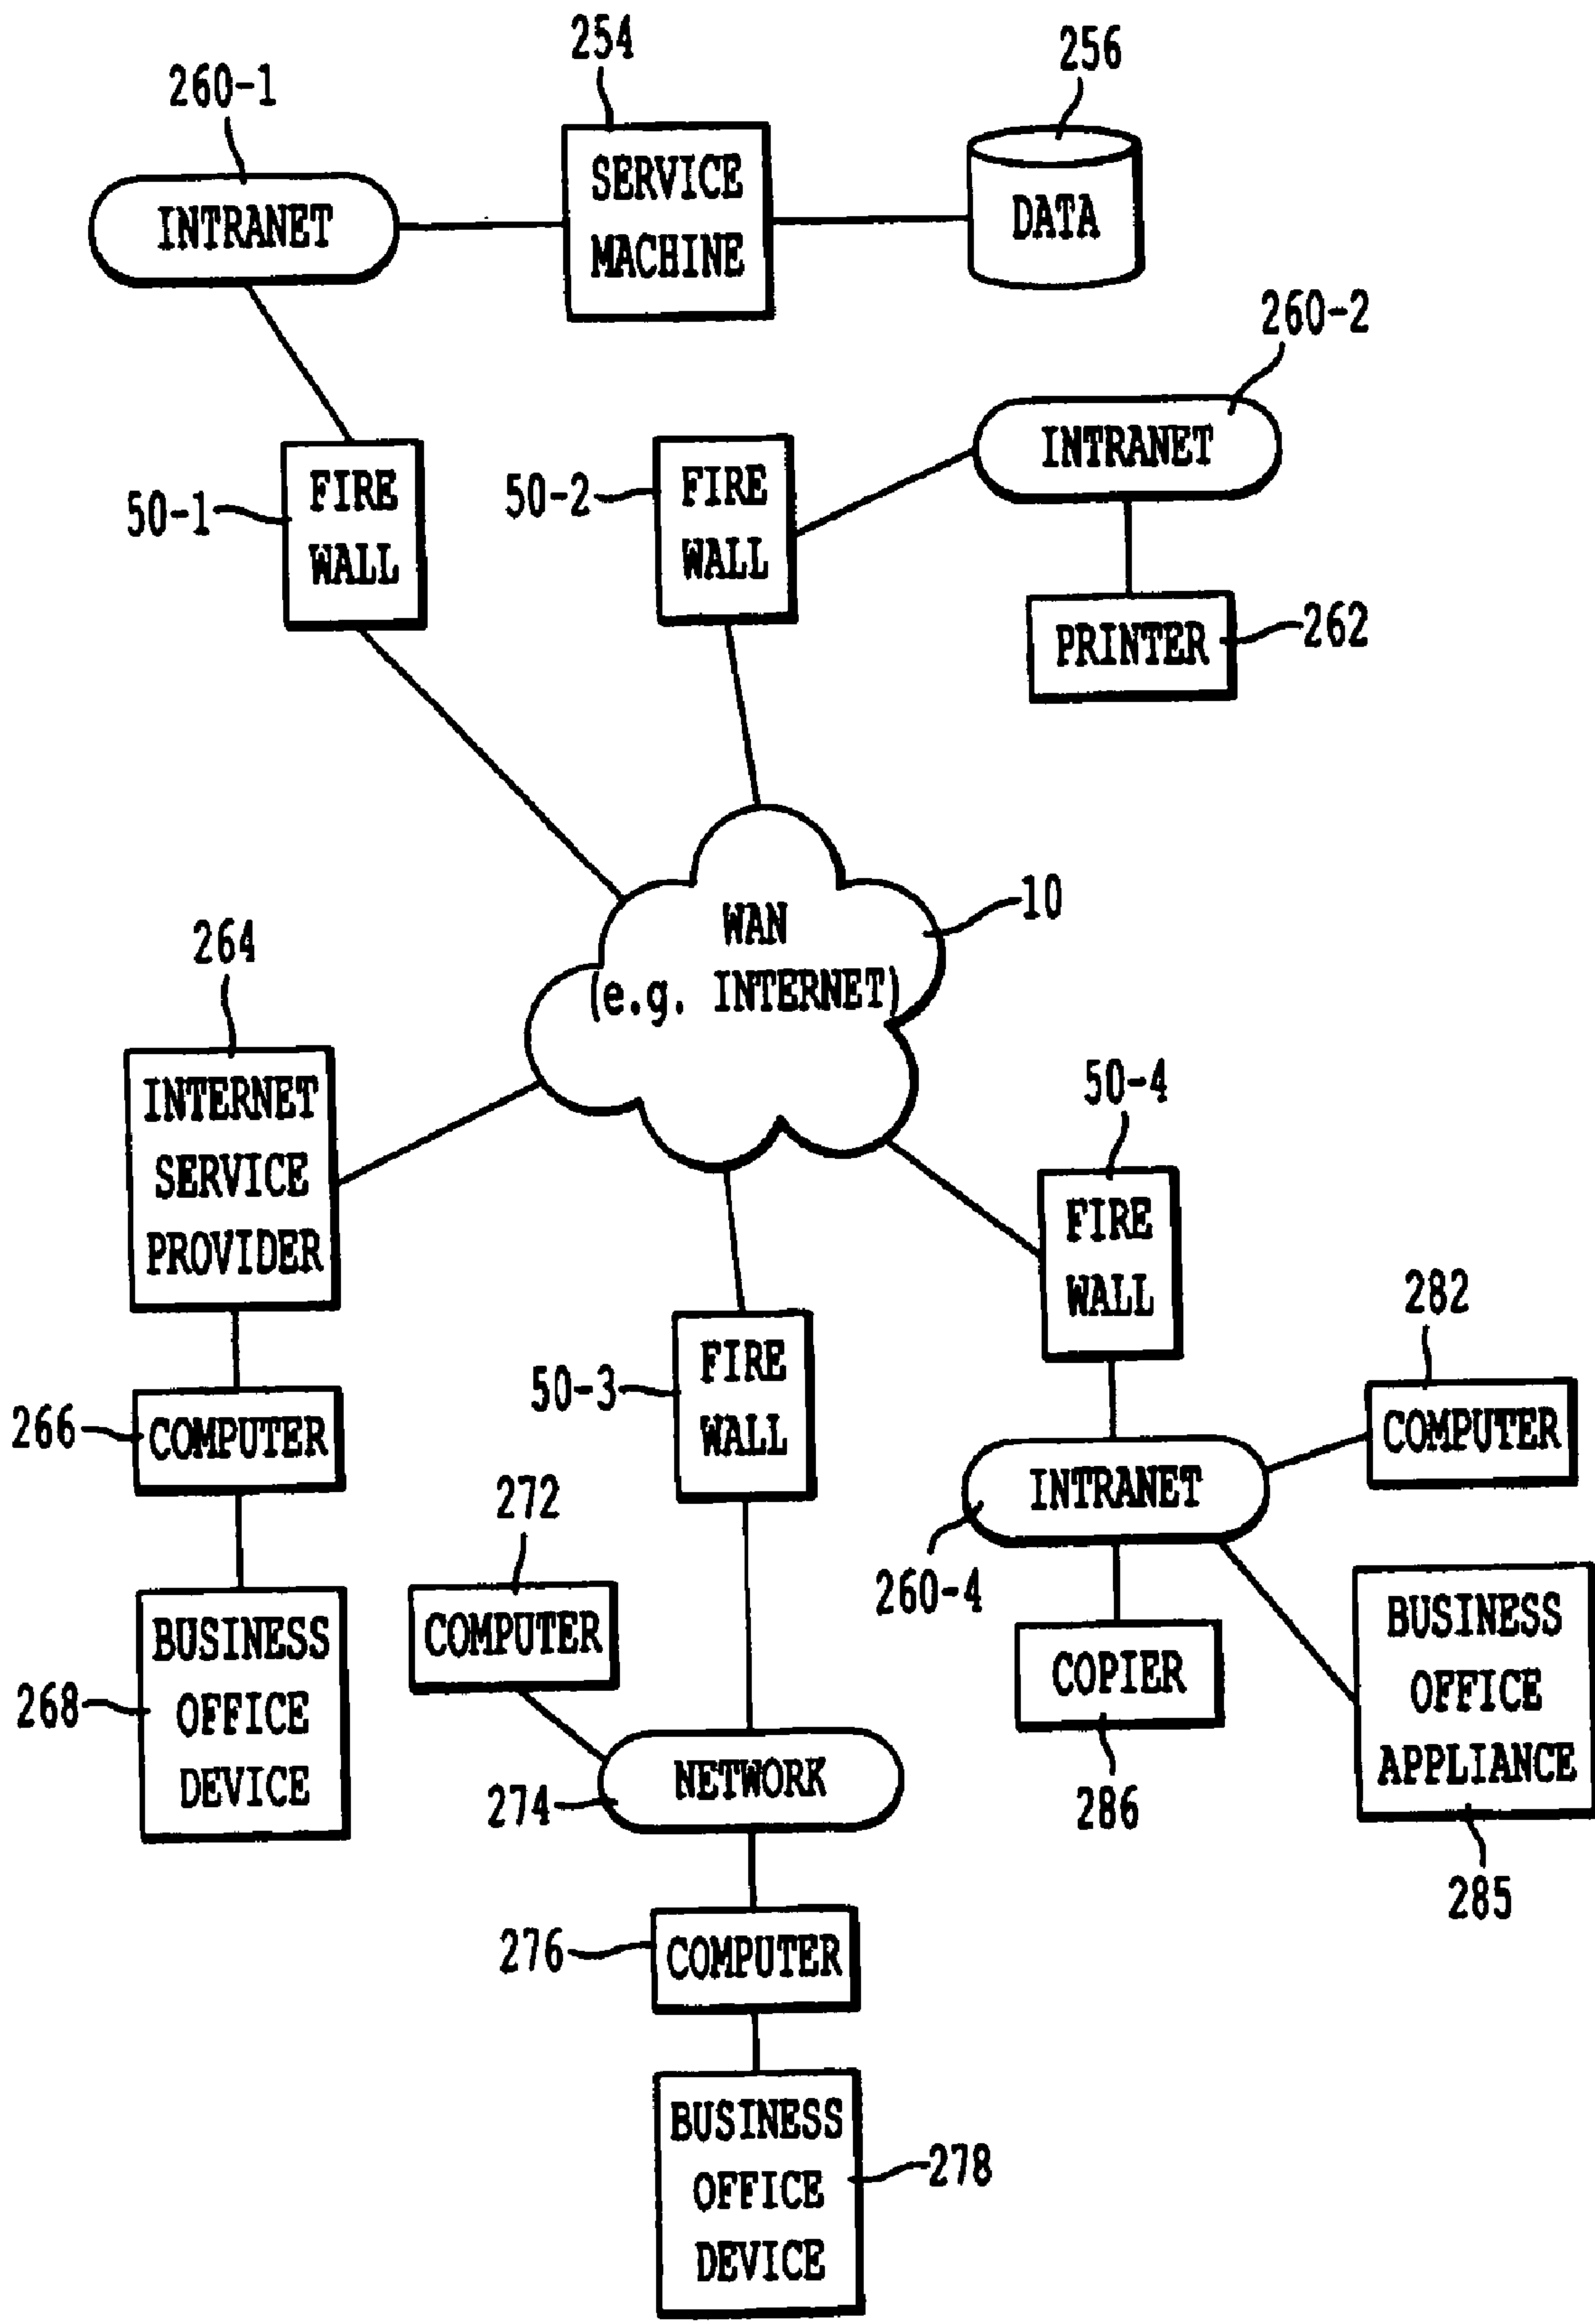 254
256
260-1
SERVICE
MACHINE
INTRANET
DATA
260-2
INTRANET
FIRE
WALL
50-1
FIRE
WALL
50-2
PRINTER
262
10
WAN
(e.g. INTERNET)
264
INTERNET
SERVICE
PROVIDER
50-4
FIRE
WALL
282
COMPUTER
50-3
FIRE
WALL
266
COMPUTER
INTRANET
272
260-4
COMPUTER
BUSINESS
OFFICE
DEVICE
268
COPIER
286
BUSINESS
OFFICE
APPLIANCE
285
NETWORK
274
276
COMPUTER
BUSINESS
OFFICE
DEVICE
278